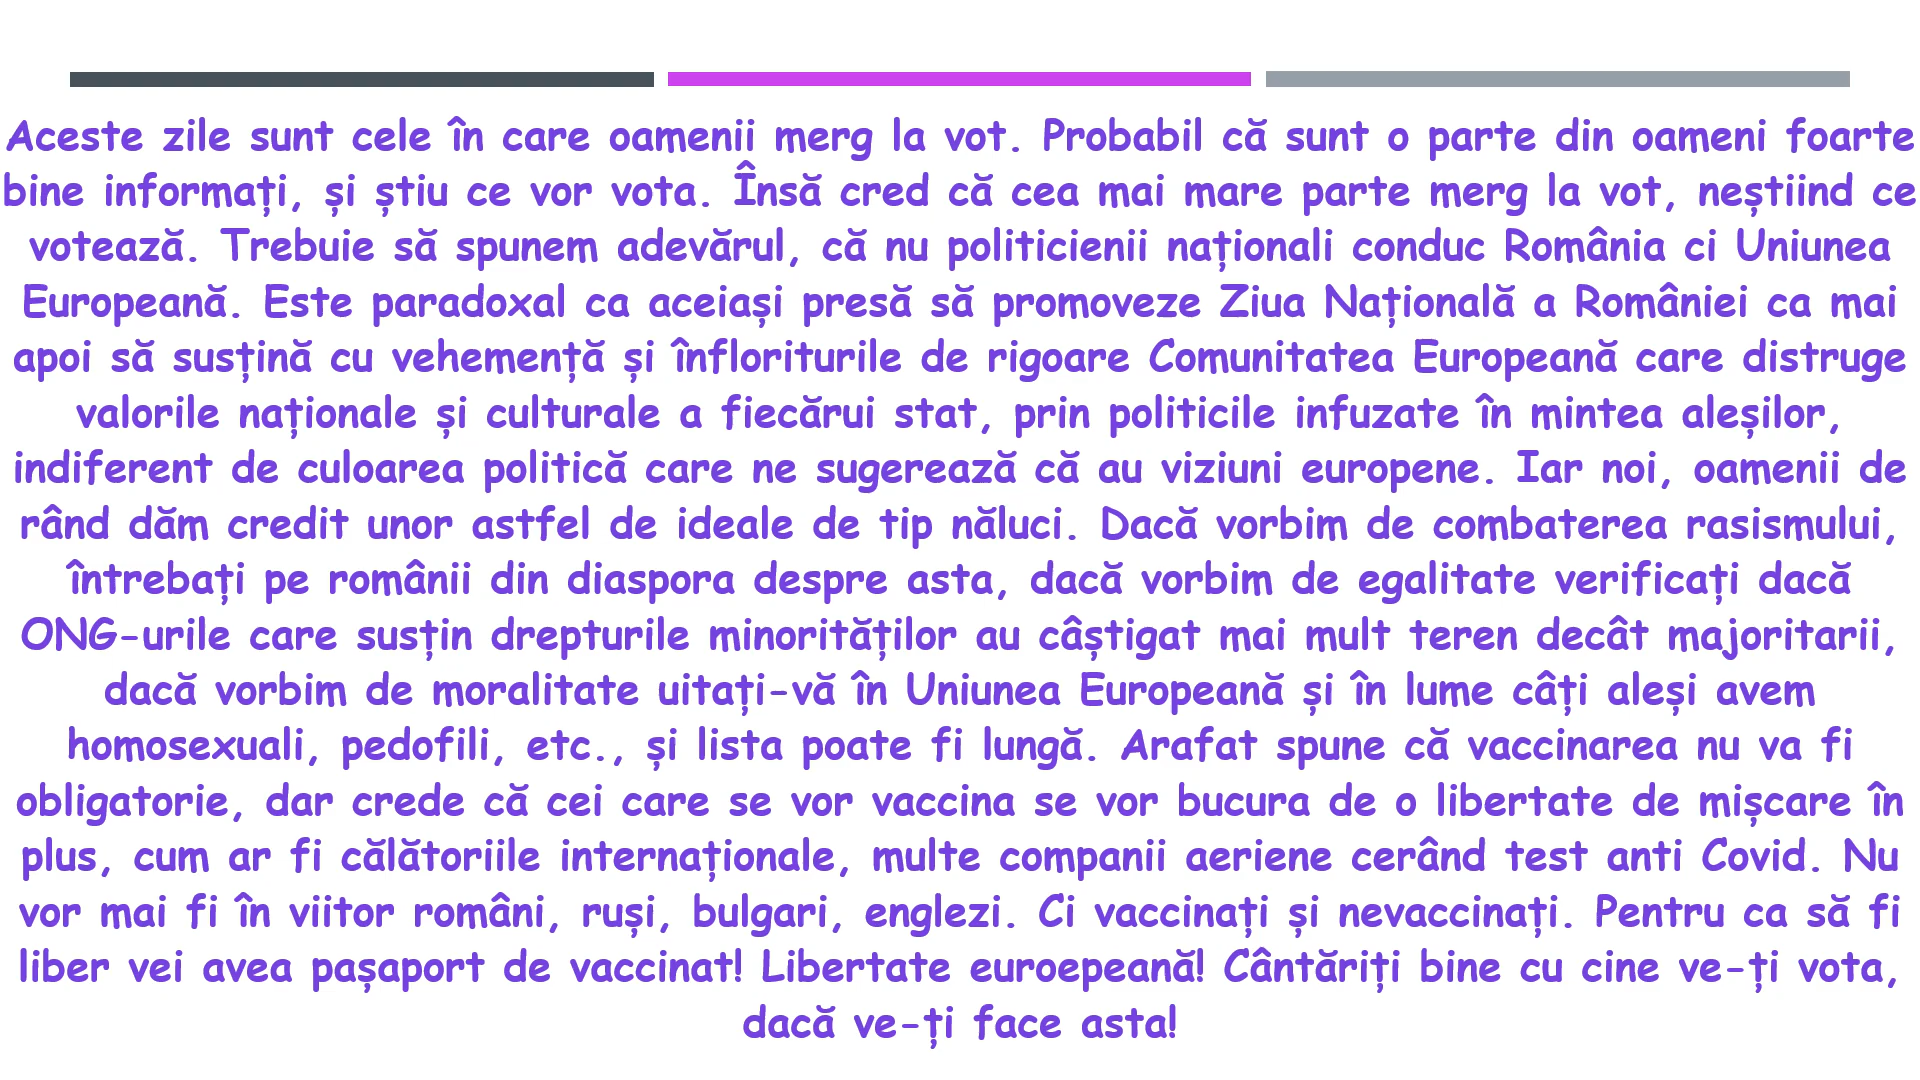 Aceste zile sunt cele în care oamenii merg la vot. Probabil că sunt o parte din oameni foarte
bine informați, și știu ce vor vota. Însă cred că cea mai mare parte merg la vot, neștiind ce
votează. Trebuie să spunem adevărul, că nu politicienii naționali conduc România ci Uniunea
Europeană. Este paradoxal ca aceiași presă să promoveze Ziua Națională a României ca mai
apoi să susțină cu vehemență și înfloriturile de rigoare Comunitatea Europeană care distruge
valorile naționale și culturale a fiecărui stat, prin politicile infuzate în mintea aleșilor,
indiferent de culoarea politică care ne sugerează că au viziuni europene. Iar noi, oamenii de
rând dăm credit unor astfel de ideale de tip năluci. Dacă vorbim de combaterea rasismului,
întrebați pe românii din diaspora despre asta, dacă vorbim de egalitate verificați dacă
ONG-urile care susțin drepturile minorităților au câștigat mai mult teren decât majoritarii,
dacă vorbim de moralitate uitați-vă în Uniunea Europeană și în lume câți aleși avem
homosexuali, pedofili, etc., și lista poate fi lungă. Arafat spune că vaccinarea nu va fi
obligatorie, dar crede că cei care se vor vaccina se vor bucura de o libertate de mișcare în
plus, cum ar fi călătoriile internaționale, multe companii aeriene cerând test anti Covid. Nu
vor mai fi în viitor români, ruși, bulgari, englezi. Ci vaccinați și nevaccinați. Pentru ca să fi
liber vei avea pașaport de vaccinat! Libertate euroepeană! Cântăriți bine cu cine ve-ți vota,
dacă ve-ți face asta!